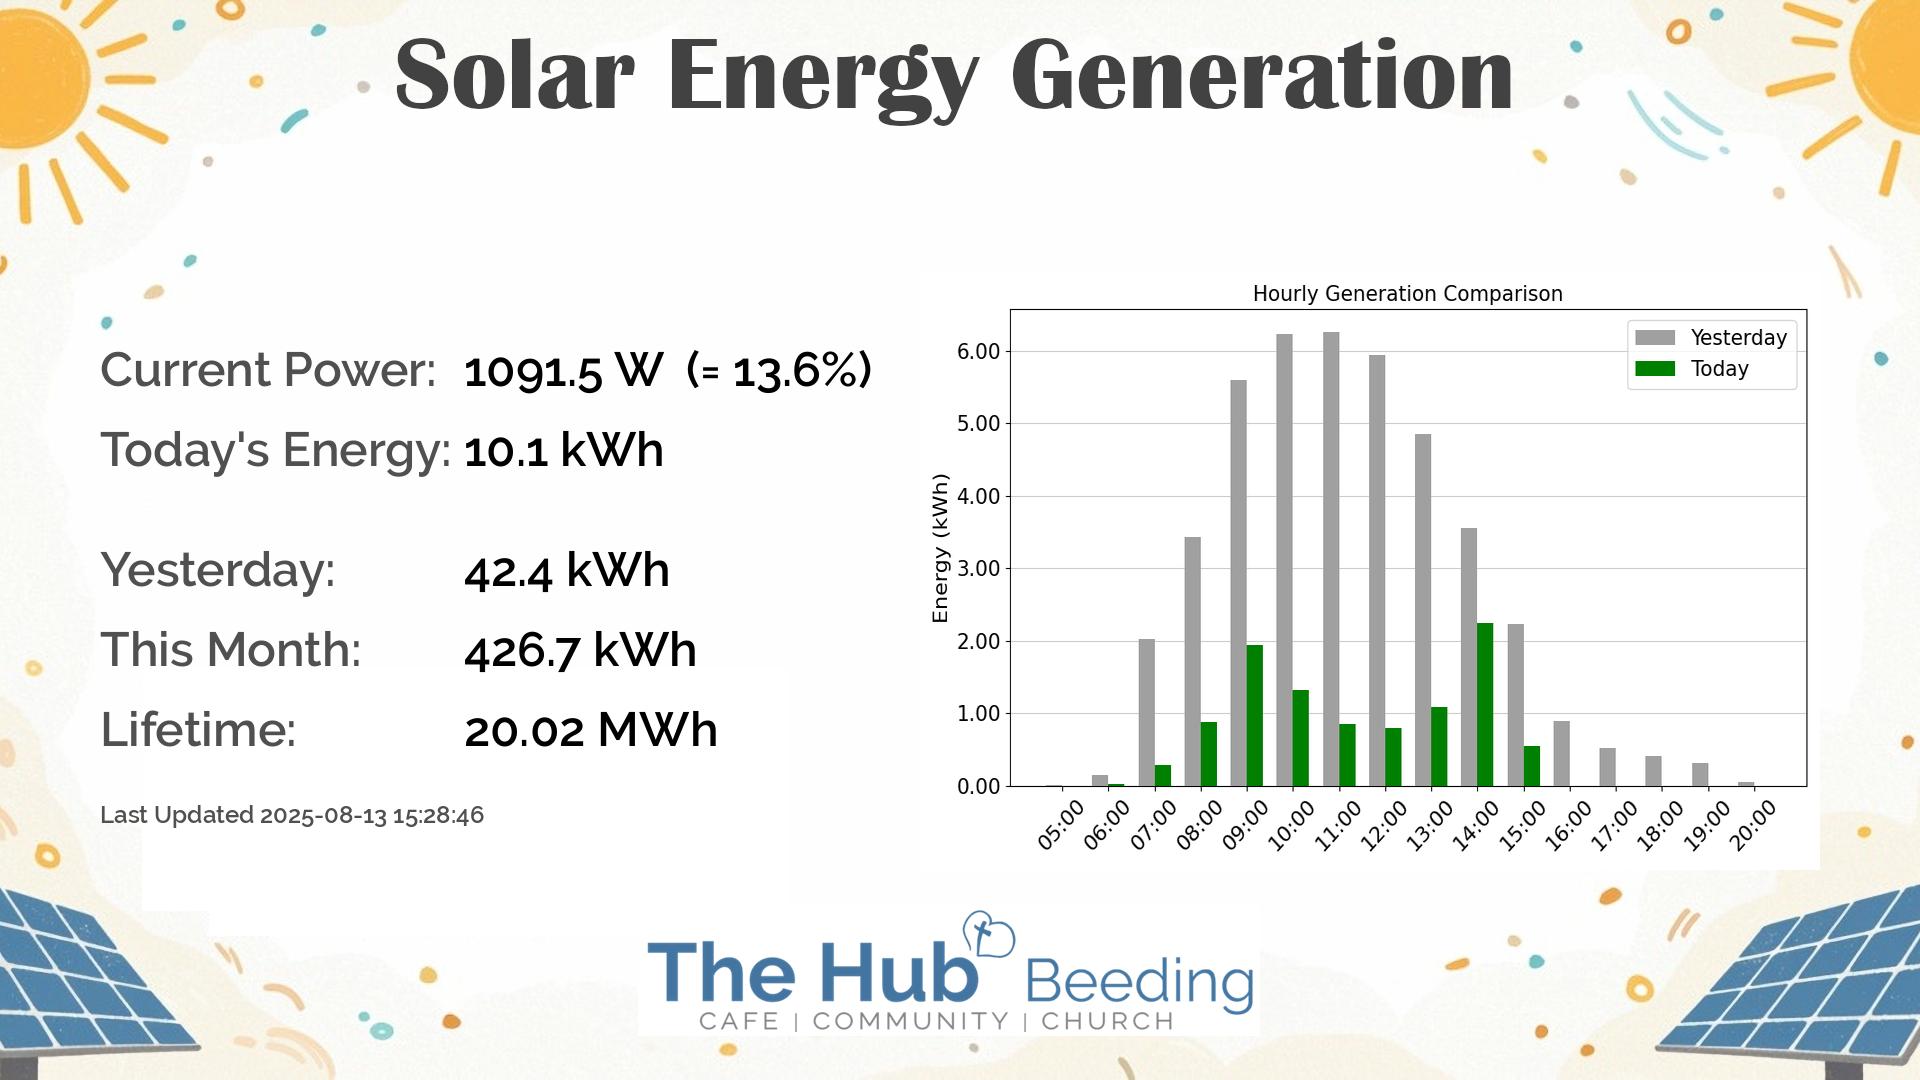 Solar Energy Generation
Current Power: 1091.5 W (= 13.6%)
Today's Energy: 10.1 kWh
Yesterday: 42.4 kWh
This Month: 426.7 kWh
Lifetime: 20.02 MWh
Last Updated 2025-08-13 15:28:46
Hourly Generation Comparison
Yesterday
Today
Energy (kWh)
6.00
5.00
4.00
3.00
2.00
1.00
0.00
05:00 06:00 07:00 08:00 09:00 10:00 11:00 12:00 13:00 14:00 15:00 16:00 17:00 18:00 19:00 20:00
The Hub Beeding
CAFE | COMMUNITY | CHURCH